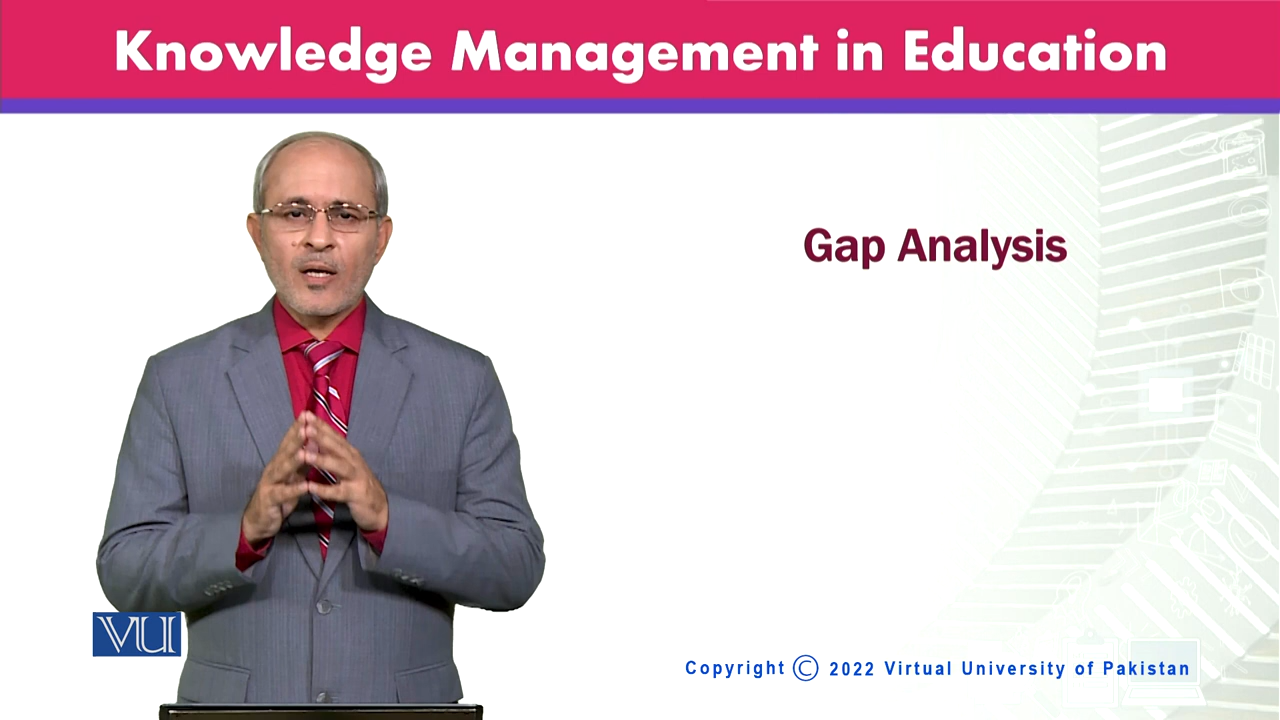 Knowledge Management in Education
Gap Analysis
VU
Copyright © 2022 Virtual University of Pakistan